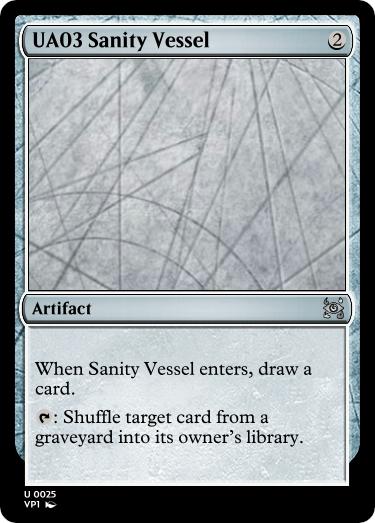 UA03 Sanity Vessel 2
Artifact
When Sanity Vessel enters, draw a
card.
: Shuffle target card from a
graveyard into its owner's library.
U 0025
VP1